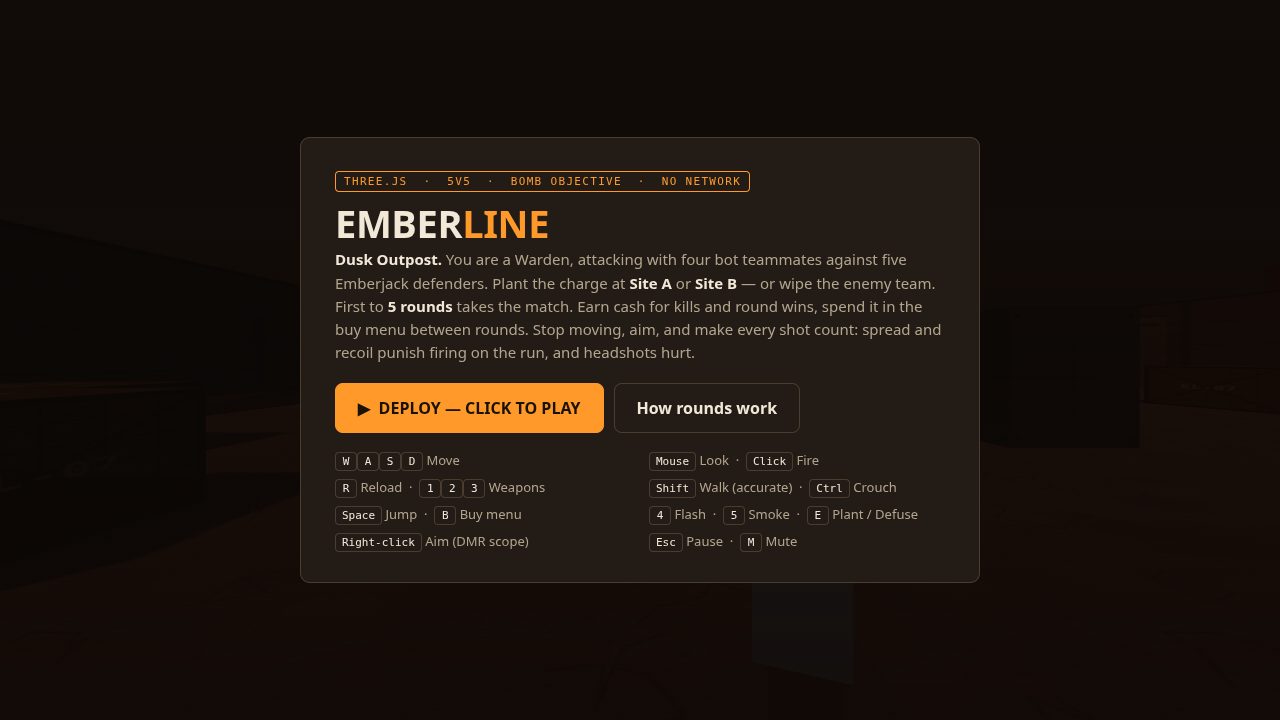 THREE.JS · 5V5 · BOMB OBJECTIVE · NO NETWORK
EMBERLINE
Dusk Outpost. You are a Warden, attacking with four bot teammates against five
Emberjack defenders. Plant the charge at Site A or Site B — or wipe the enemy team.
First to 5 rounds takes the match. Earn cash for kills and round wins, spend it in the
buy menu between rounds. Stop moving, aim, and make every shot count: spread and
recoil punish firing on the run, and headshots hurt.
▶ DEPLOY — CLICK TO PLAY
How rounds work
W A S D Move
Mouse Look · Click Fire
R Reload · 1 2 3 Weapons
Shift Walk (accurate) · Ctrl Crouch
Space Jump · B Buy menu
4 Flash · 5 Smoke · E Plant / Defuse
Right-click Aim (DMR scope)
Esc Pause · M Mute